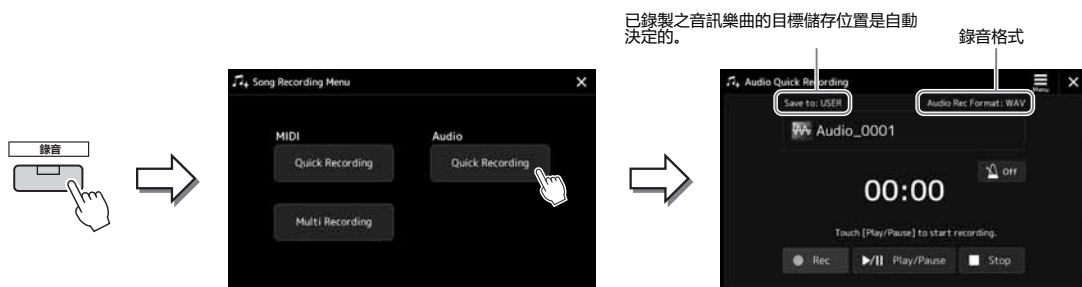 已錄製之音訊樂曲的目標儲存位置是自動
決定的。
錄音格式
錄音
Song Recording Menu
MIDI
Audio
Quick Recording
Quick Recording
Multi Recording
Audio Quick Recording
Menu
Save to: USER
Audio Rec Format: WAV
Audio_0001
Off
00:00
Touch [Play/Pause] to start recording.
Rec
Play/Pause
Stop